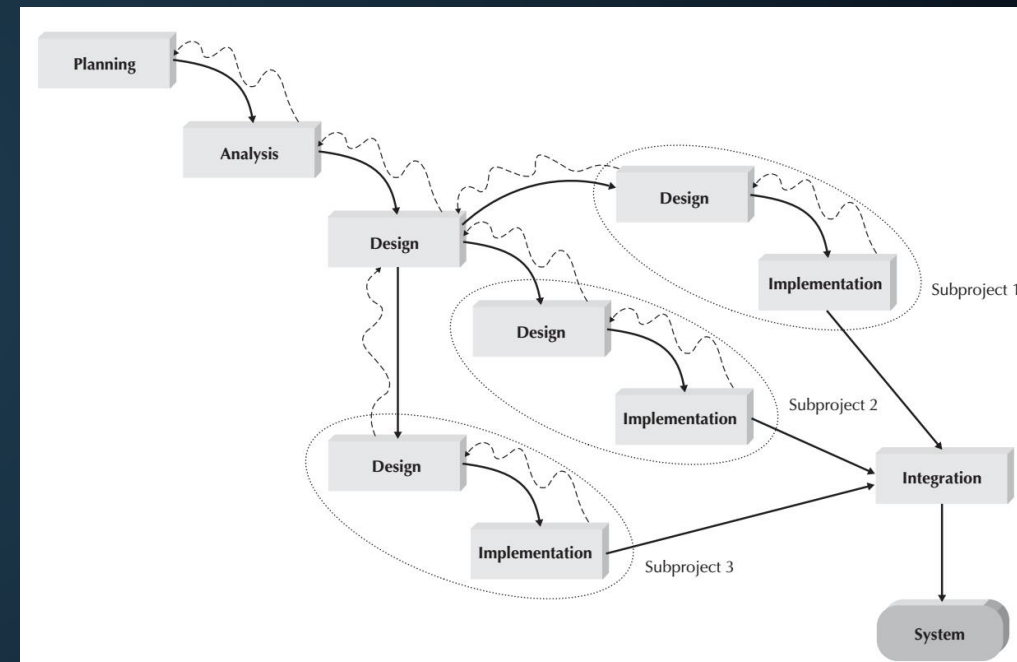 Planning
Analysis
Design
Design
Implementation
Subproject 1
Design
Implementation
Subproject 2
Design
Implementation
Subproject 3
Integration
System